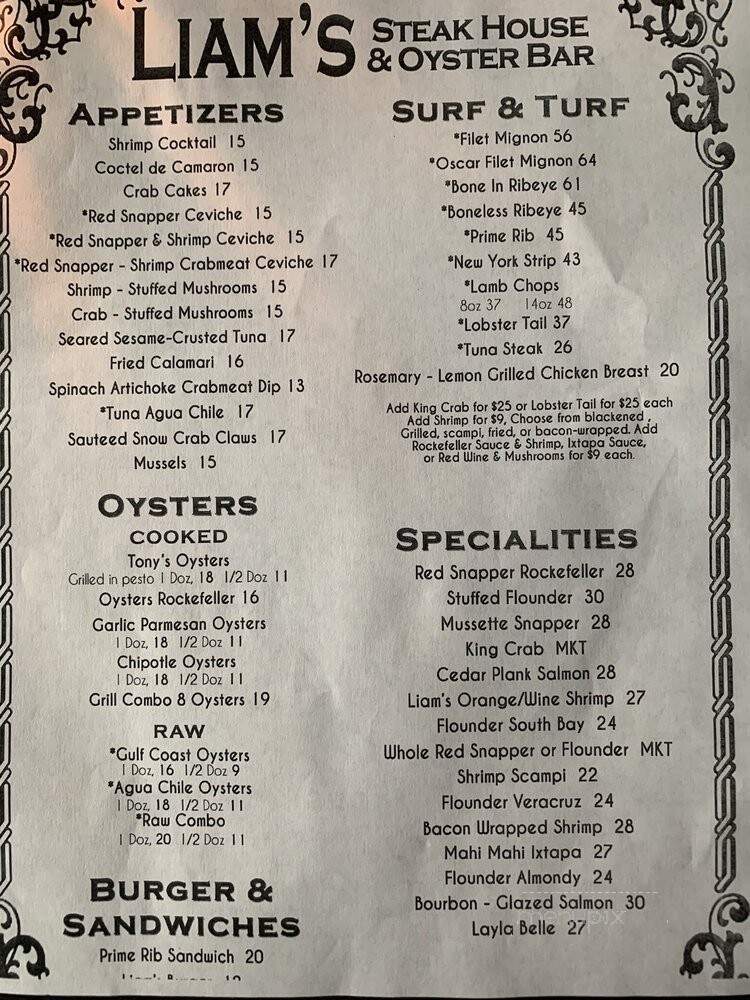 LIAM'S STEAK HOUSE
& OYSTER BAR
APPETIZERS
Shrimp Cocktail 15
Coctel de Camaron 15
Crab Cakes 17
*Red Snapper Ceviche 15
*Red Snapper & Shrimp Ceviche 15
*Red Snapper - Shrimp Crabmeat Ceviche 17
Shrimp - Stuffed Mushrooms 15
Crab - Stuffed Mushrooms 15
Seared Sesame-Crusted Tuna 17
Fried Calamari 16
Spinach Artichoke Crabmeat Dip 13
*Tuna Agua Chile 17
Sauteed Snow Crab Claws 17
Mussels 15
OYSTERS
COOKED
Tony's Oysters
Grilled in pesto 1 Doz, 18 1/2 Doz 11
Oysters Rockefeller 16
Garlic Parmesan Oysters
1 Doz, 18 1/2 Doz 11
Chipotle Oysters
1 Doz, 18 1/2 Doz 11
Grill Combo 8 Oysters 19
RAW
*Gulf Coast Oysters
1 Doz, 16 1/2 Doz 9
*Agua Chile Oysters
1 Doz, 18 1/2 Doz 11
*Raw Combo
1 Doz, 20 1/2 Doz 11
BURGER &
SANDWICHES
Prime Rib Sandwich 20
SURF & TURF
*Filet Mignon 56
*Oscar Filet Mignon 64
*Bone In Ribeye 61
*Boneless Ribeye 45
*Prime Rib 45
*New York Strip 43
*Lamb Chops
8oz 37 14oz 48
*Lobster Tail 37
*Tuna Steak 26
Rosemary - Lemon Grilled Chicken Breast 20
Add King Crab for $25 or Lobster Tail for $25 each
Add Shrimp for $9, Choose from blackened ,
Grilled, scampi, fried, or bacon-wrapped. Add
Rockefeller Sauce & Shrimp, Ixtapa Sauce,
or Red Wine & Mushrooms for $9 each.
SPECIALITIES
Red Snapper Rockefeller 28
Stuffed Flounder 30
Mussette Snapper 28
King Crab MKT
Cedar Plank Salmon 28
Liam's Orange/Wine Shrimp 27
Flounder South Bay 24
Whole Red Snapper or Flounder MKT
Shrimp Scampi 22
Flounder Veracruz 24
Bacon Wrapped Shrimp 28
Mahi Mahi Ixtapa 27
Flounder Almondy 24
Bourbon - Glazed Salmon 30
Layla Belle 27